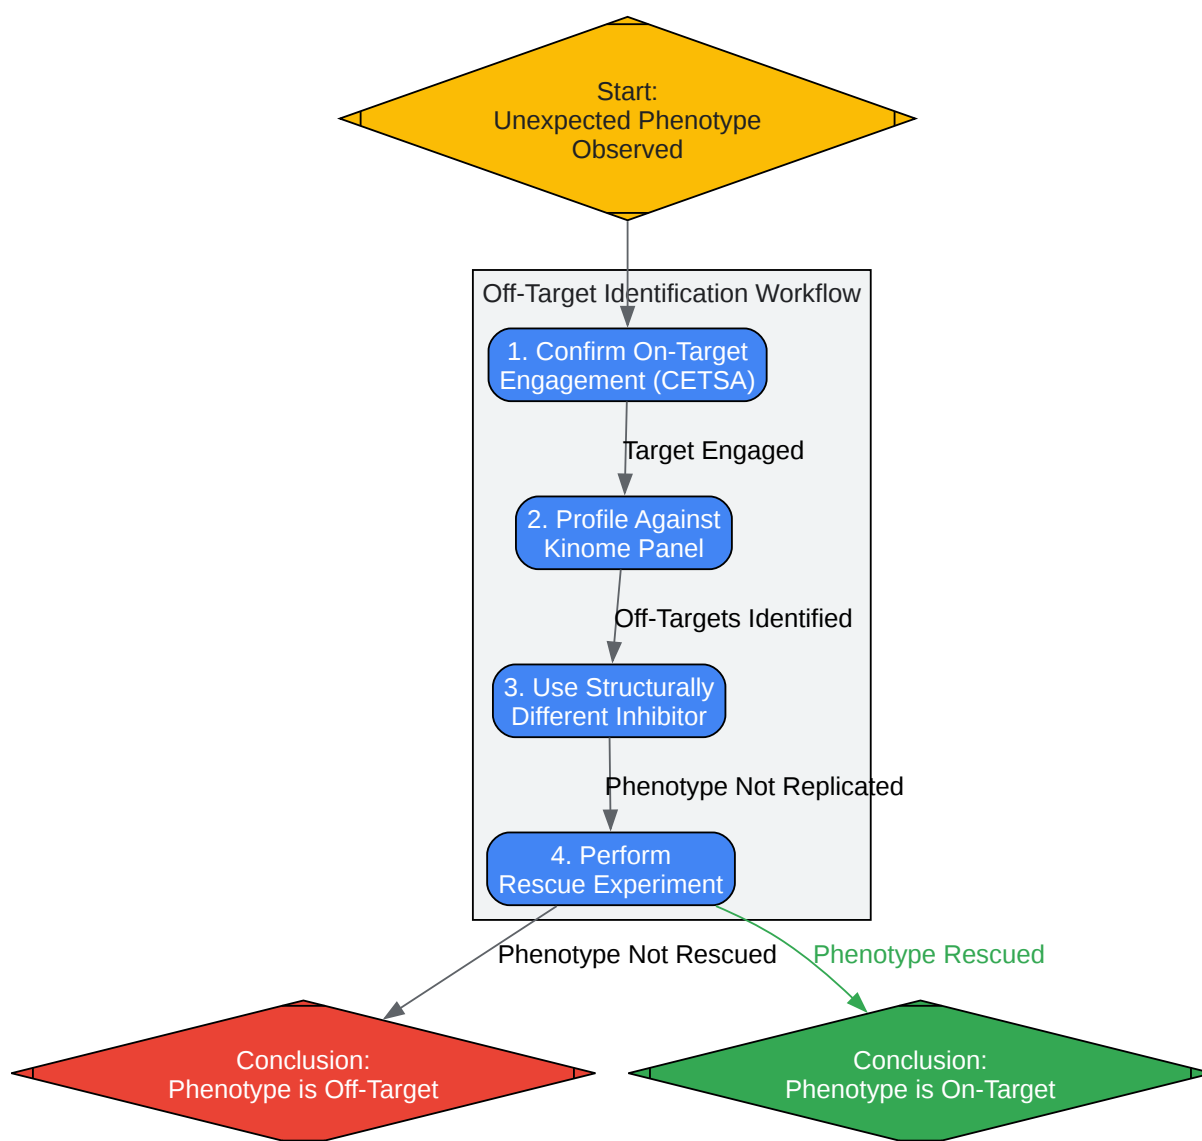 Start:
Unexpected Phenotype
Observed
Off-Target Identification Workflow
1. Confirm On-Target
Engagement (CETSA)
Target Engaged
2. Profile Against
Kinome Panel
Off-Targets Identified
3. Use Structurally
Different Inhibitor
Phenotype Not Replicated
4. Perform
Rescue Experiment
Phenotype Not Rescued
Phenotype Rescued
Conclusion:
Phenotype is Off-Target
Conclusion:
Phenotype is On-Target